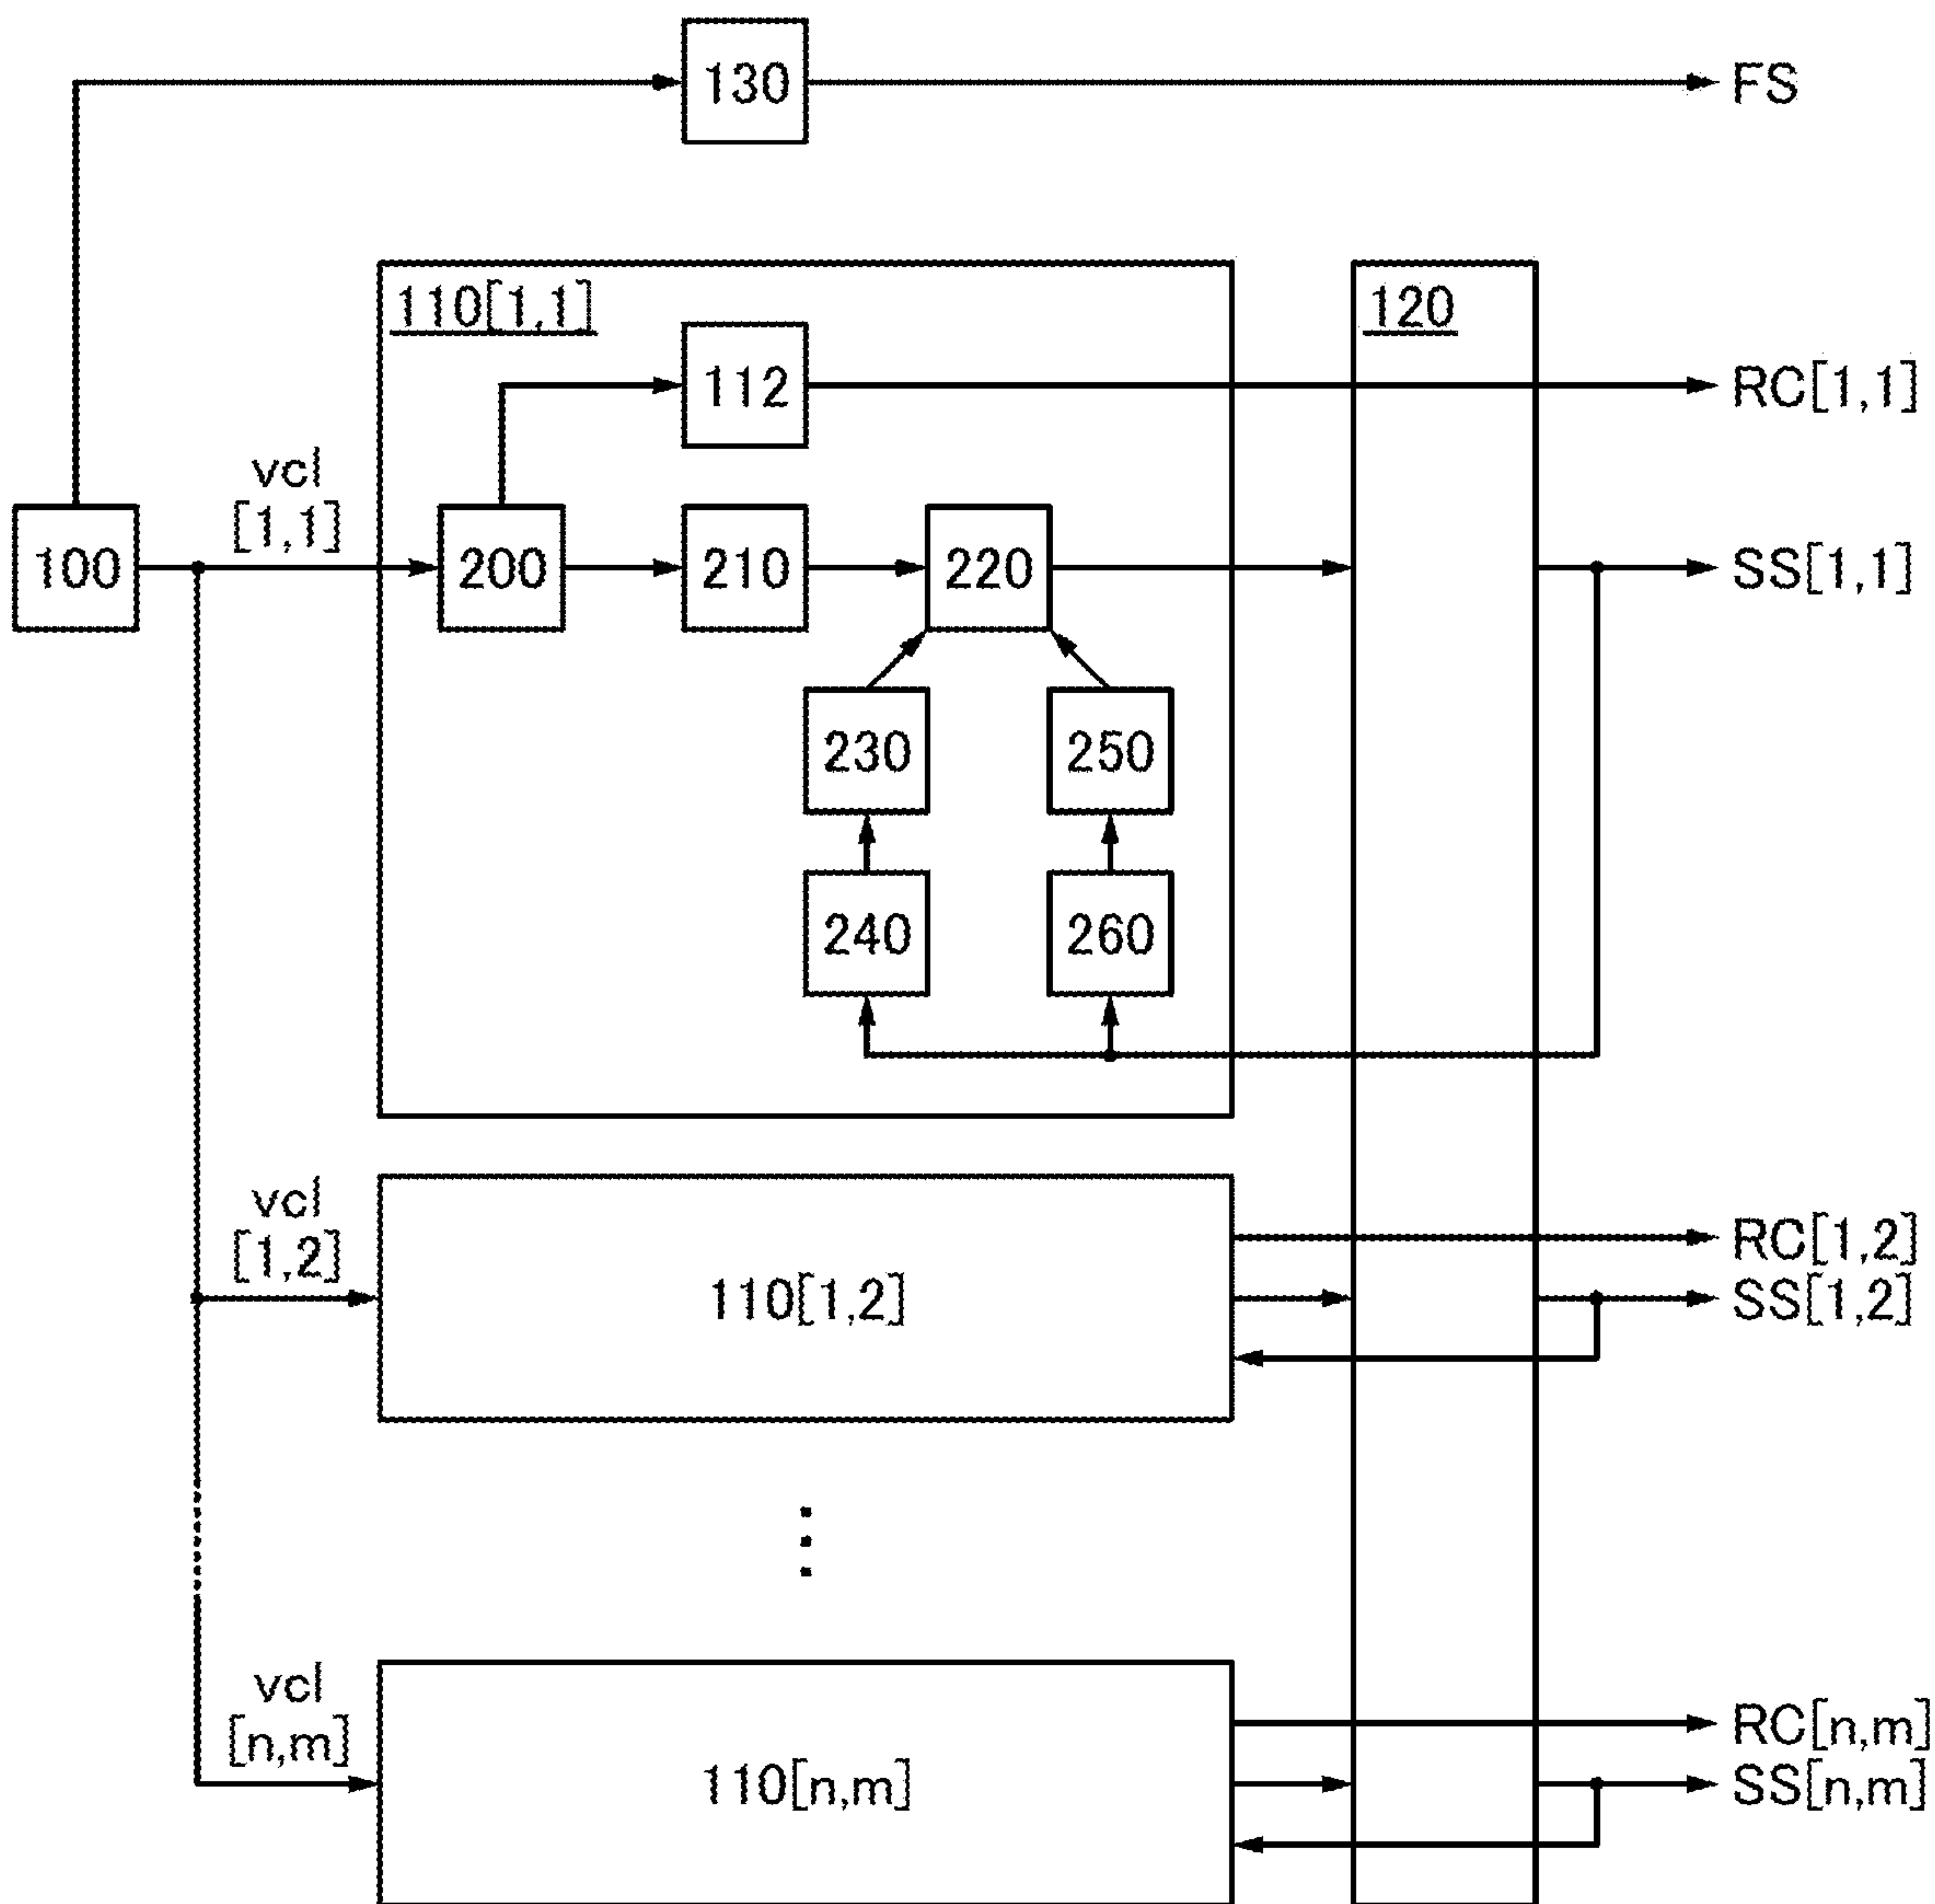 130
FS
110[1,1]
120
112
RC[1,1]
vcl
[1,1]
100
200
210
220
SS[1,1]
230
250
240
260
vcl
[1,2]
RC[1,2]
110[1,2]
SS[1,2]
vcl
[n,m]
RC[n,m]
110[n,m]
SS[n,m]